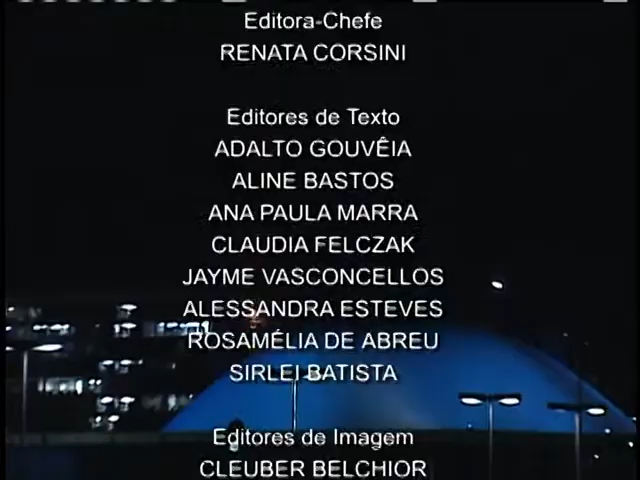 Editora-Chefe
RENATA CORSINI
Editores de Texto
ADALTO GOUVÊIA
ALINE BASTOS
ANA PAULA MARRA
CLAUDIA FELCZAK
JAYME VASCONCELLOS
ALESSANDRA ESTEVES
ROSAMÉLIA DE ABREU
SIRLEI BATISTA
Editores de Imagem
CLEUBER BELCHIOR